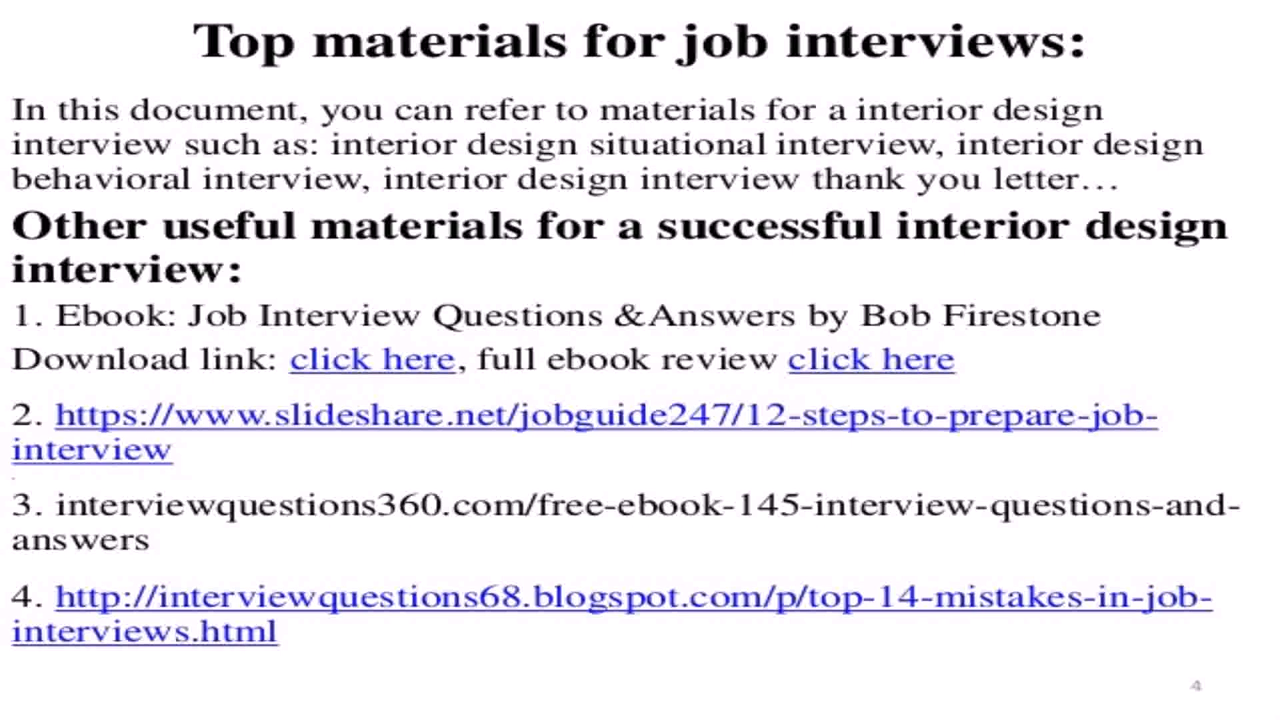 Top materials for job interviews:
In this document, you can refer to materials for a interior design
interview such as: interior design situational interview, interior design
behavioral interview, interior design interview thank you letter…
Other useful materials for a successful interior design
interview:
1. Ebook: Job Interview Questions &Answers by Bob Firestone
Download link: click here, full ebook review click here
2. https://www.slideshare.net/jobguide247/12-steps-to-prepare-job-
interview
3. interviewquestions360.com/free-ebook-145-interview-questions-and-
answers
4. http://interviewquestions68.blogspot.com/p/top-14-mistakes-in-job-
interviews.html
4